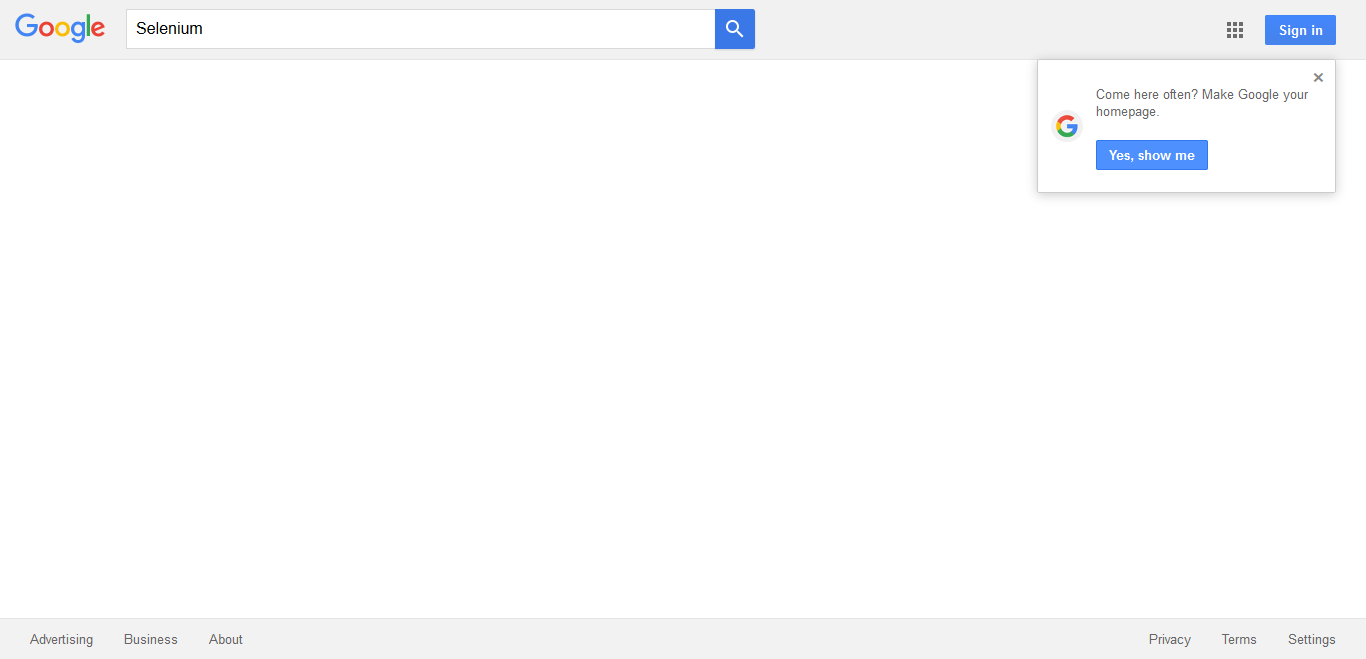 Google
Selenium
Sign in
Come here often? Make Google your
homepage.
Yes, show me
Advertising Business About
Privacy Terms Settings